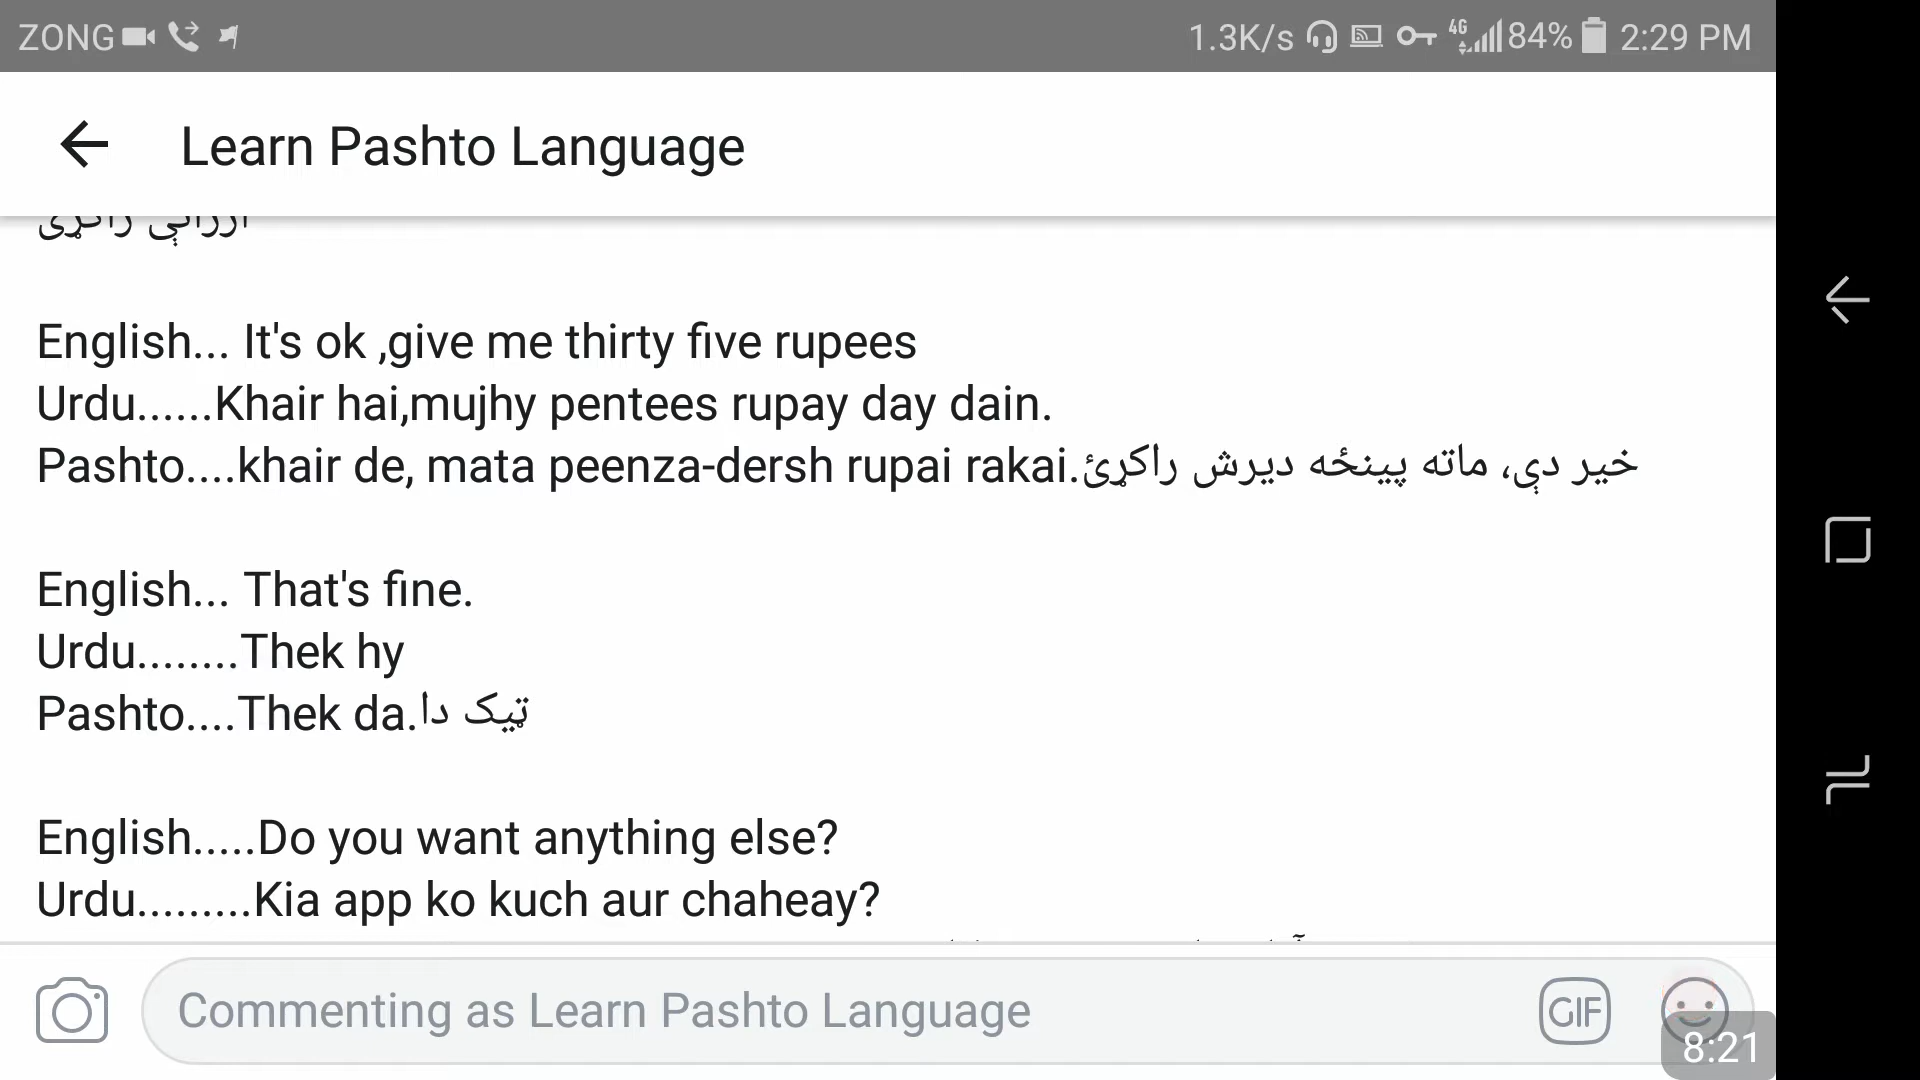 ZONG 1.3K/s 4G 84% 2:29 PM
Learn Pashto Language
English... It's ok ,give me thirty five rupees
Urdu......Khair hai,mujhy pentees rupay day dain.
Pashto....khair de, mata peenza-dersh rupai rakai.خیر دې، ماته پینځه دیرش راکړئ
English... That's fine.
Urdu........Thek hy
Pashto....Thek da.ټیک دا
English.....Do you want anything else?
Urdu.........Kia app ko kuch aur chaheay?
Commenting as Learn Pashto Language
GIF
8:21